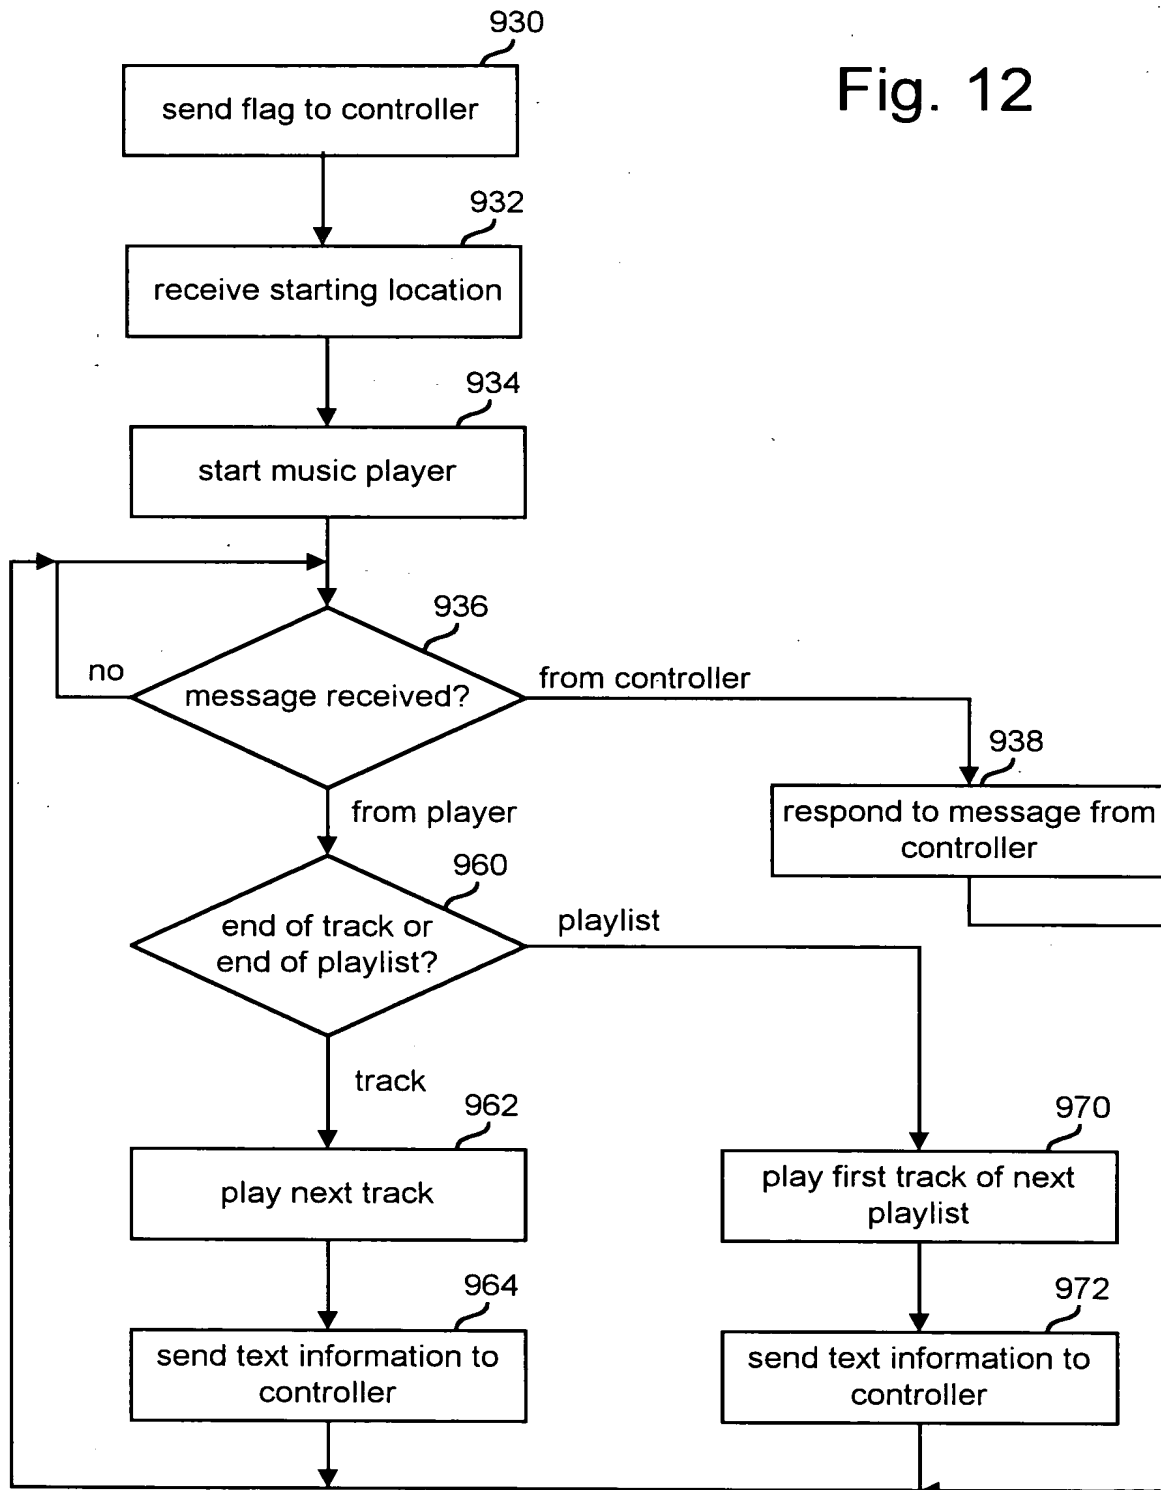 930
Fig. 12
send flag to controller
932
receive starting location
934
start music player
936
no
message received?
from controller
938
respond to message from
controller
from player
960
end of track or
end of playlist?
playlist
track
962
play next track
970
play first track of next
playlist
964
send text information to
controller
972
send text information to
controller